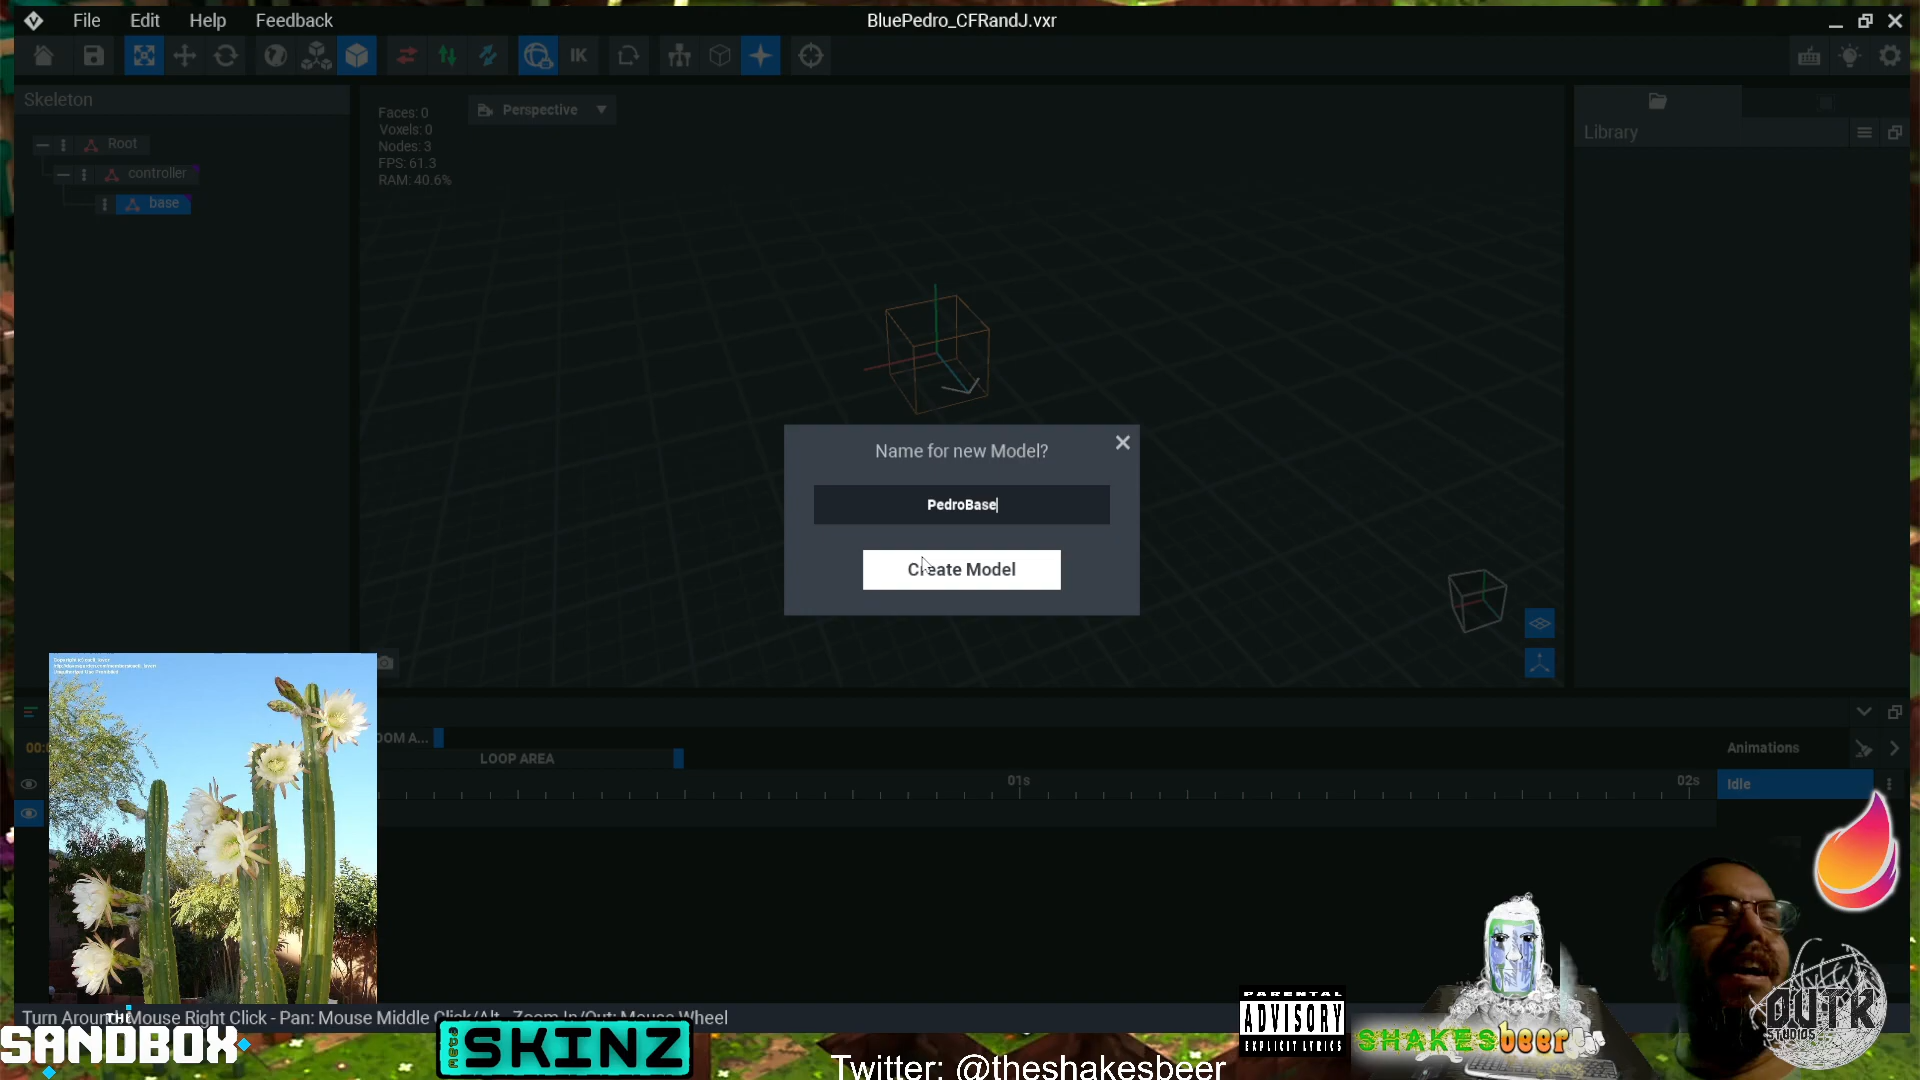 File Edit Help Feedback
BluePedro_CFRandJ.vxr
IK
Skeleton
Root
controller
base
Faces: 0
Voxels: 0
Nodes: 3
FPS: 61.3
RAM: 40.6%
Perspective
Library
Name for new Model?
PedroBase
Create Model
OOM A...
LOOP AREA
01s
02s
Animations
Idle
00:
Turn Around: Mouse Right Click - Pan: Mouse Middle Click/Alt - Zoom In/Out: Mouse Wheel
THE
SANDBOX
SKINZ
Twitter: @theshakesbeer
PARENTAL
ADVISORY
EXPLICIT LYRICS
SHAKESbeer
OUTK
STUDIOS